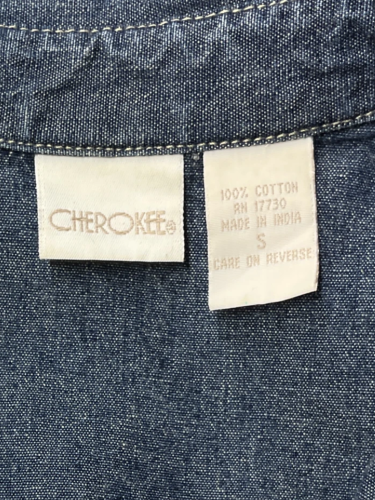 CHEROKEE®
100% COTTON
RN 17730
MADE IN INDIA
S
CARE ON REVERSE